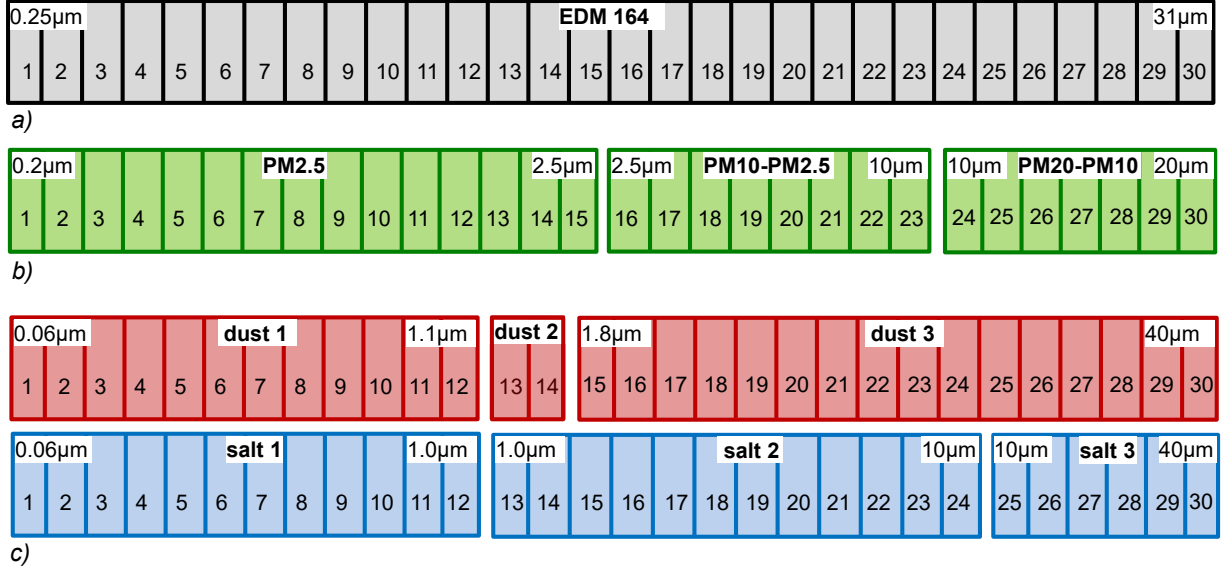 0.25µm EDM 164 31µm
1 2 3 4 5 6 7 8 9 10 11 12 13 14 15 16 17 18 19 20 21 22 23 24 25 26 27 28 29 30
a)
0.2µm PM2.5 2.5µm 2.5µm PM10-PM2.5 10µm 10µm PM20-PM10 20µm
1 2 3 4 5 6 7 8 9 10 11 12 13 14 15 16 17 18 19 20 21 22 23 24 25 26 27 28 29 30
b)
0.06µm dust 1 1.1µm dust 2 1.8µm dust 3 40µm
1 2 3 4 5 6 7 8 9 10 11 12 13 14 15 16 17 18 19 20 21 22 23 24 25 26 27 28 29 30
0.06µm salt 1 1.0µm 1.0µm salt 2 10µm 10µm salt 3 40µm
1 2 3 4 5 6 7 8 9 10 11 12 13 14 15 16 17 18 19 20 21 22 23 24 25 26 27 28 29 30
c)